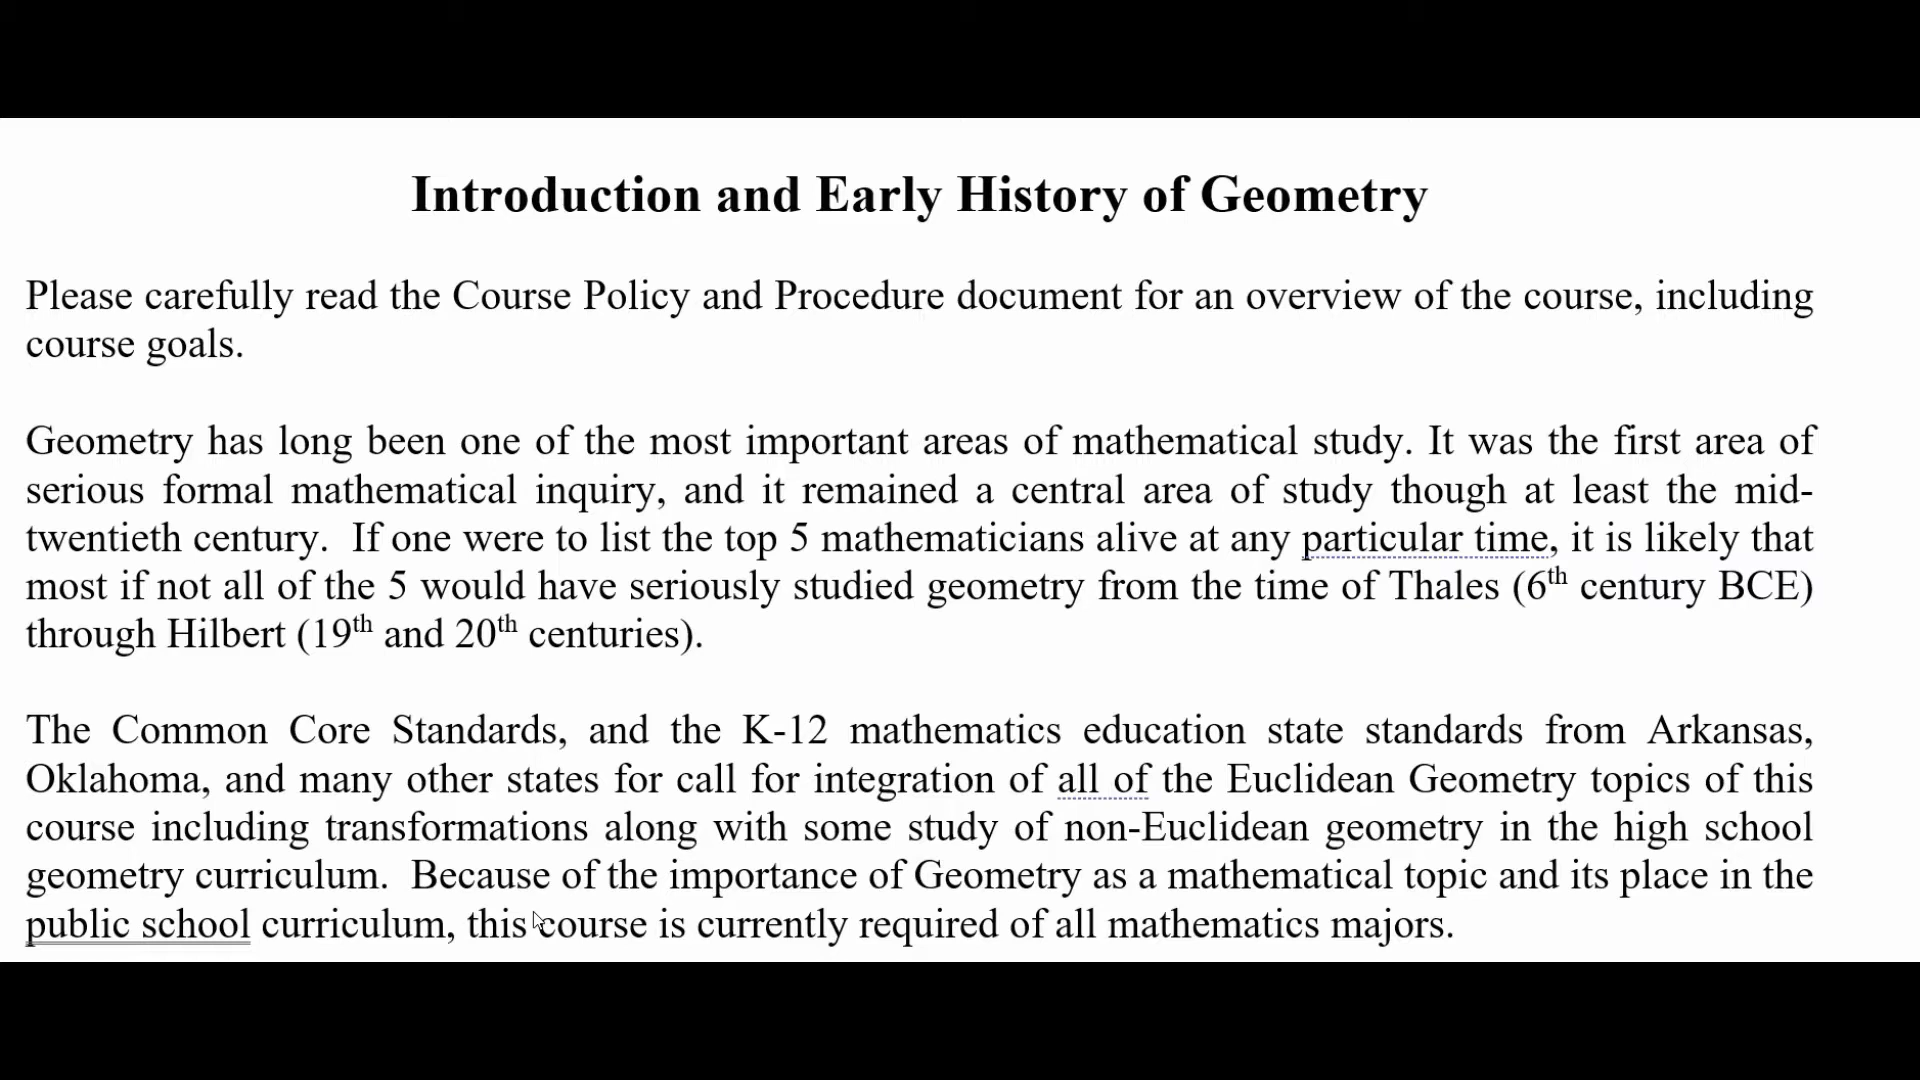 Introduction and Early History of Geometry
Please carefully read the Course Policy and Procedure document for an overview of the course, including
course goals.
Geometry has long been one of the most important areas of mathematical study. It was the first area of
serious formal mathematical inquiry, and it remained a central area of study though at least the mid-
twentieth century.  If one were to list the top 5 mathematicians alive at any particular time, it is likely that
most if not all of the 5 would have seriously studied geometry from the time of Thales (6th century BCE)
through Hilbert (19th and 20th centuries).
The Common Core Standards, and the K-12 mathematics education state standards from Arkansas,
Oklahoma, and many other states for call for integration of all of the Euclidean Geometry topics of this
course including transformations along with some study of non-Euclidean geometry in the high school
geometry curriculum.  Because of the importance of Geometry as a mathematical topic and its place in the
public school curriculum, this course is currently required of all mathematics majors.